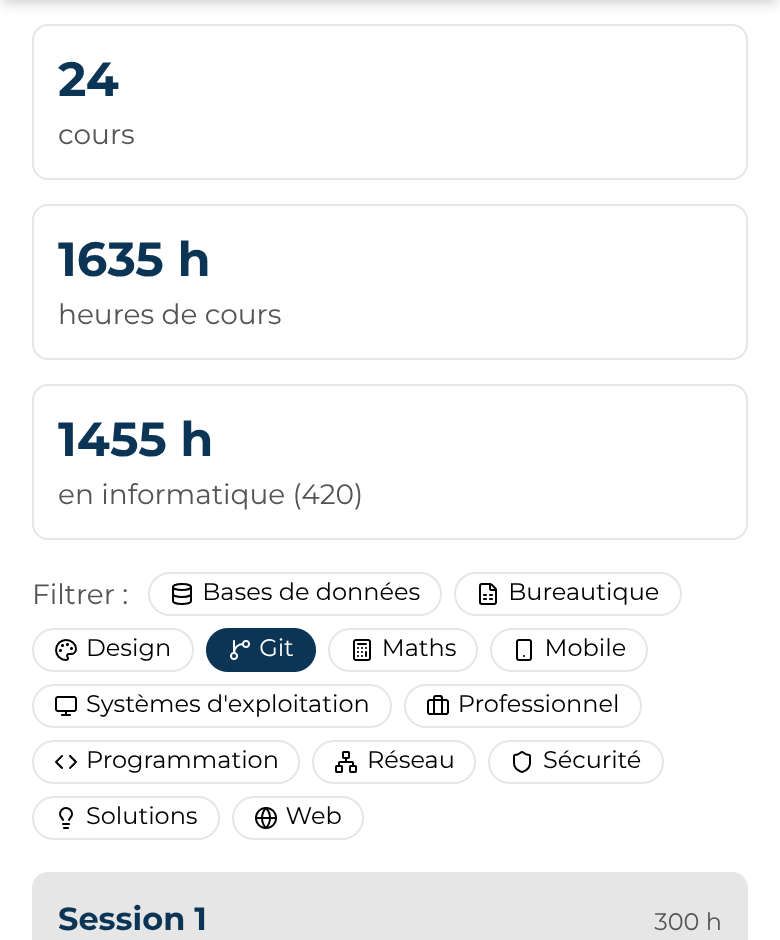 24
cours
1635 h
heures de cours
1455 h
en informatique (420)
Filtrer : Bases de données Bureautique
Design Git Maths Mobile
Systèmes d'exploitation Professionnel
Programmation Réseau Sécurité
Solutions Web
Session 1 300 h